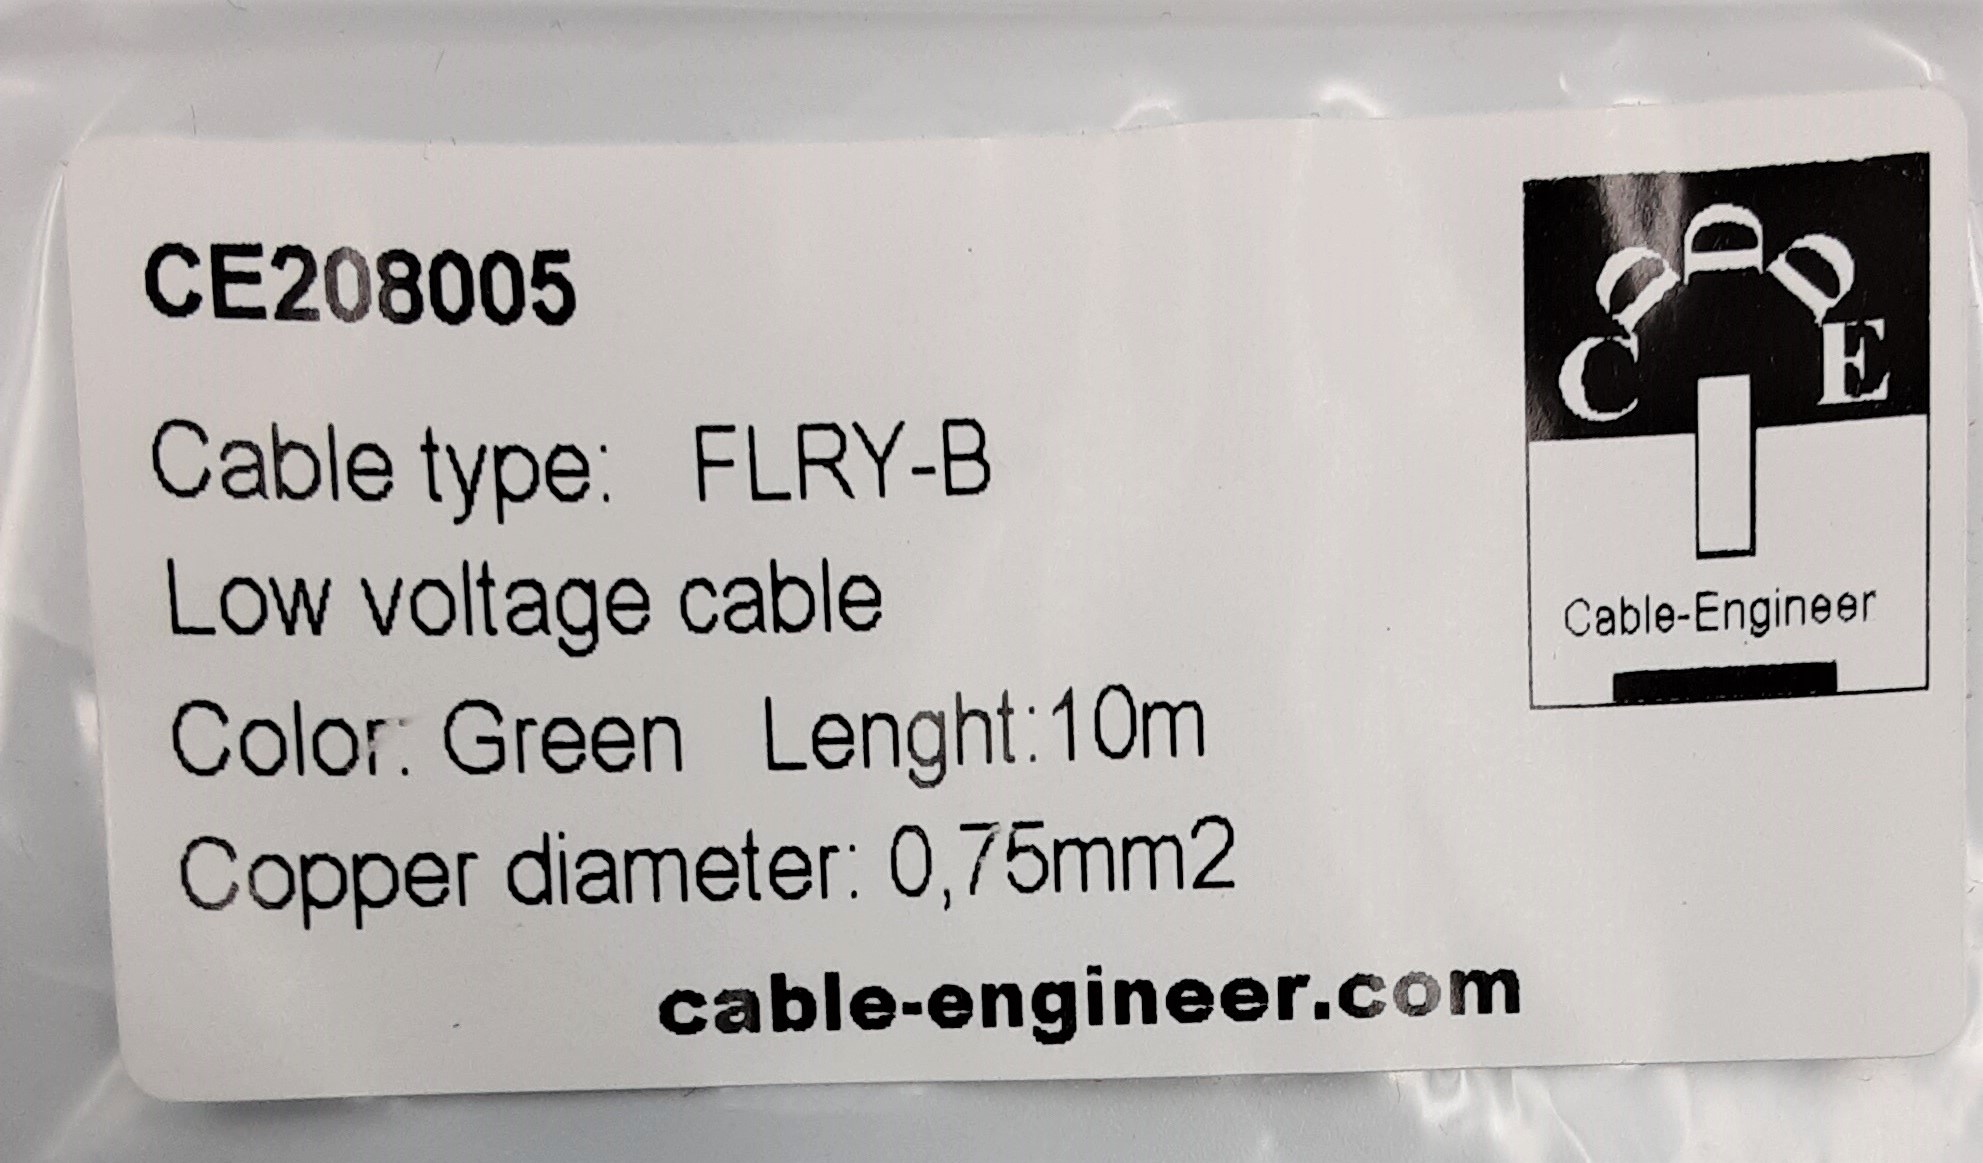 CE208005
Cable type: FLRY-B
Low voltage cable
Color: Green Lenght:10m
Copper diameter: 0,75mm2
cable-engineer.com
C E
Cable-Engineer